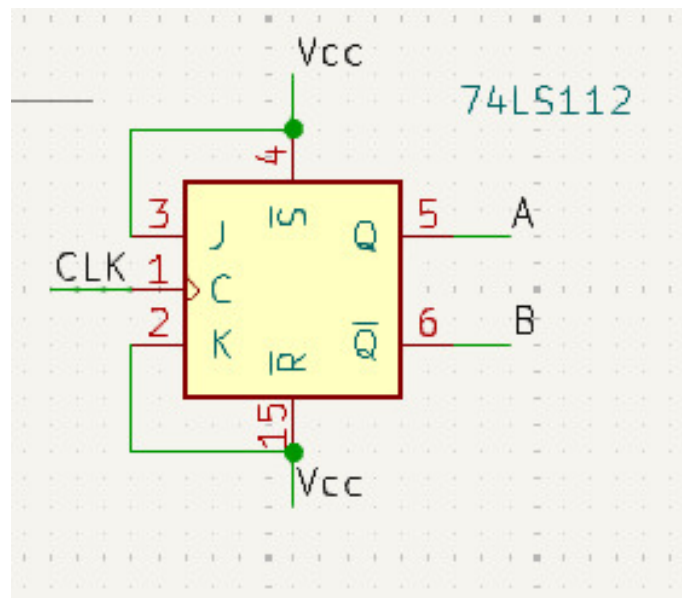 Vcc
74LS112
4
3 J S̅ Q 5 A
CLK 1 C
2 K R̅ Q̅ 6 B
15
Vcc